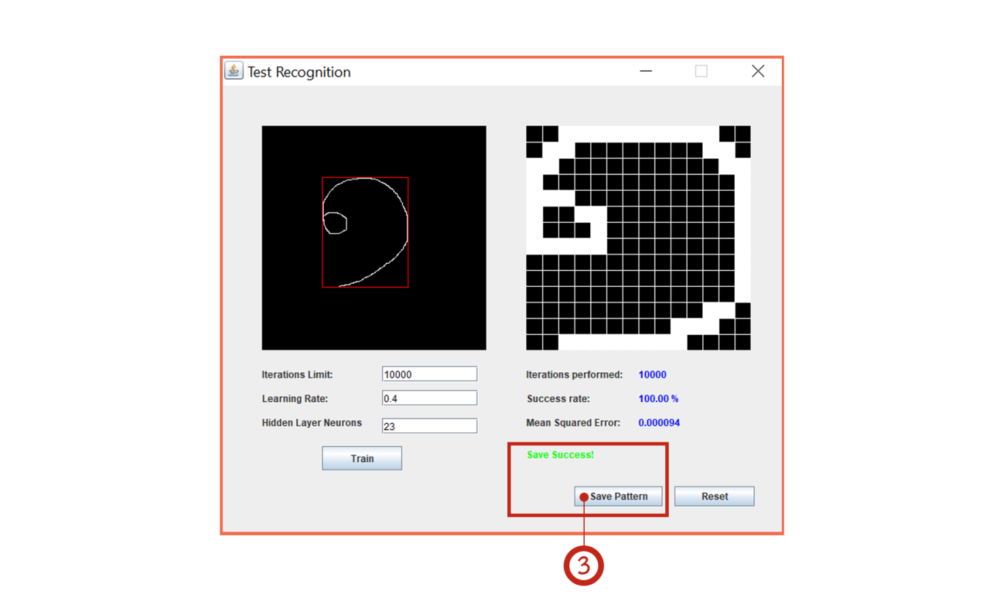 Test Recognition
Iterations Limit: 10000
Learning Rate: 0.4
Hidden Layer Neurons 23
Train
Iterations performed: 10000
Success rate: 100.00 %
Mean Squared Error: 0.000094
Save Success!
Save Pattern
Reset
3